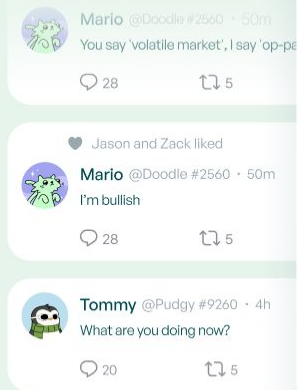 Mario @Doodle #2560 · 50m
You say 'volatile market', I say 'op-pa
28 5
Jason and Zack liked
Mario @Doodle #2560 · 50m
I'm bullish
28 5
Tommy @Pudgy #9260 · 4h
What are you doing now?
20 5